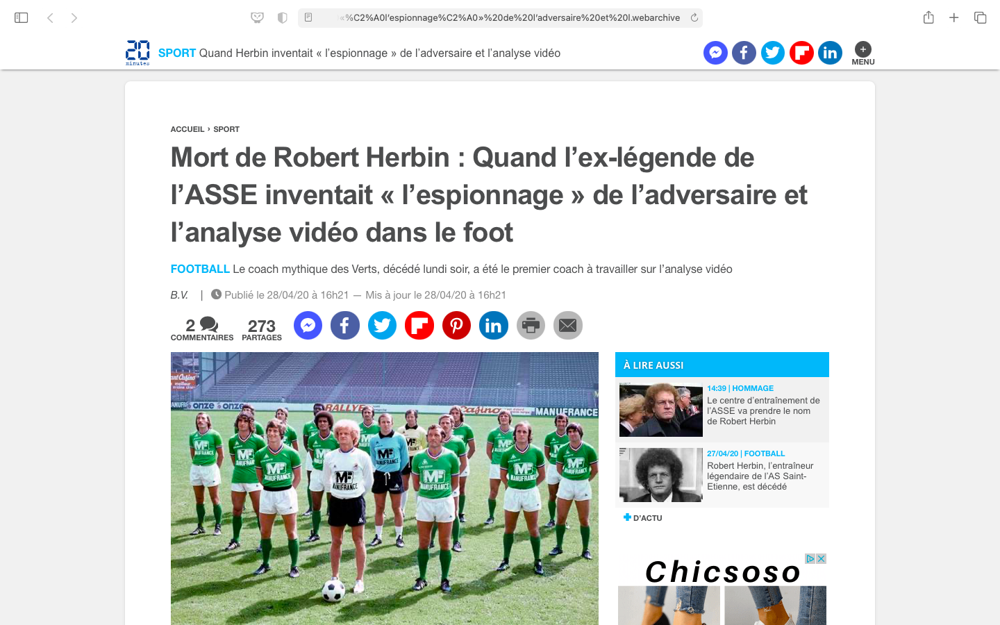 «%C2%A0l’espionnage%C2%A0»%20de%20l’adversaire%20et%20l.webarchive
20
minutes
SPORT Quand Herbin inventait « l’espionnage » de l’adversaire et l’analyse vidéo
MENU
ACCUEIL › SPORT
Mort de Robert Herbin : Quand l’ex-légende de
l’ASSE inventait « l’espionnage » de l’adversaire et
l’analyse vidéo dans le foot
FOOTBALL Le coach mythique des Verts, décédé lundi soir, a été le premier coach à travailler sur l’analyse vidéo
B.V. | Publié le 28/04/20 à 16h21 — Mis à jour le 28/04/20 à 16h21
2
COMMENTAIRES
273
PARTAGES
À LIRE AUSSI
14:39 | HOMMAGE
Le centre d’entraînement de
l’ASSE va prendre le nom
de Robert Herbin
27/04/20 | FOOTBALL
Robert Herbin, l’entraîneur
légendaire de l’AS Saint-
Etienne, est décédé
D’ACTU
Chicsoso
onze onze
RALLYE
Casino
MANUFRANCE
MF
MANUFRANCE
MF
MANUFRANCE
MF
MANUFRANCE